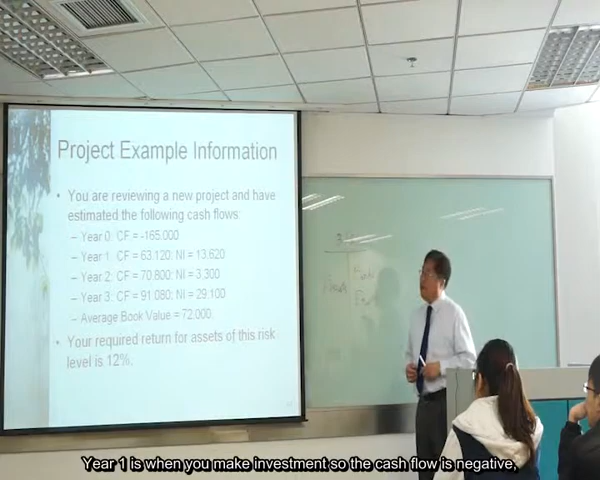 Project Example Information
• You are reviewing a new project and have
estimated the following cash flows:
– Year 0: CF = -165,000
– Year 1: CF = 63,120; NI = 13,620
– Year 2: CF = 70,800; NI = 3,300
– Year 3: CF = 91,080; NI = 29,100
– Average Book Value = 72,000
• Your required return for assets of this risk
level is 12%.
Year 1 is when you make investment so the cash flow is negative,